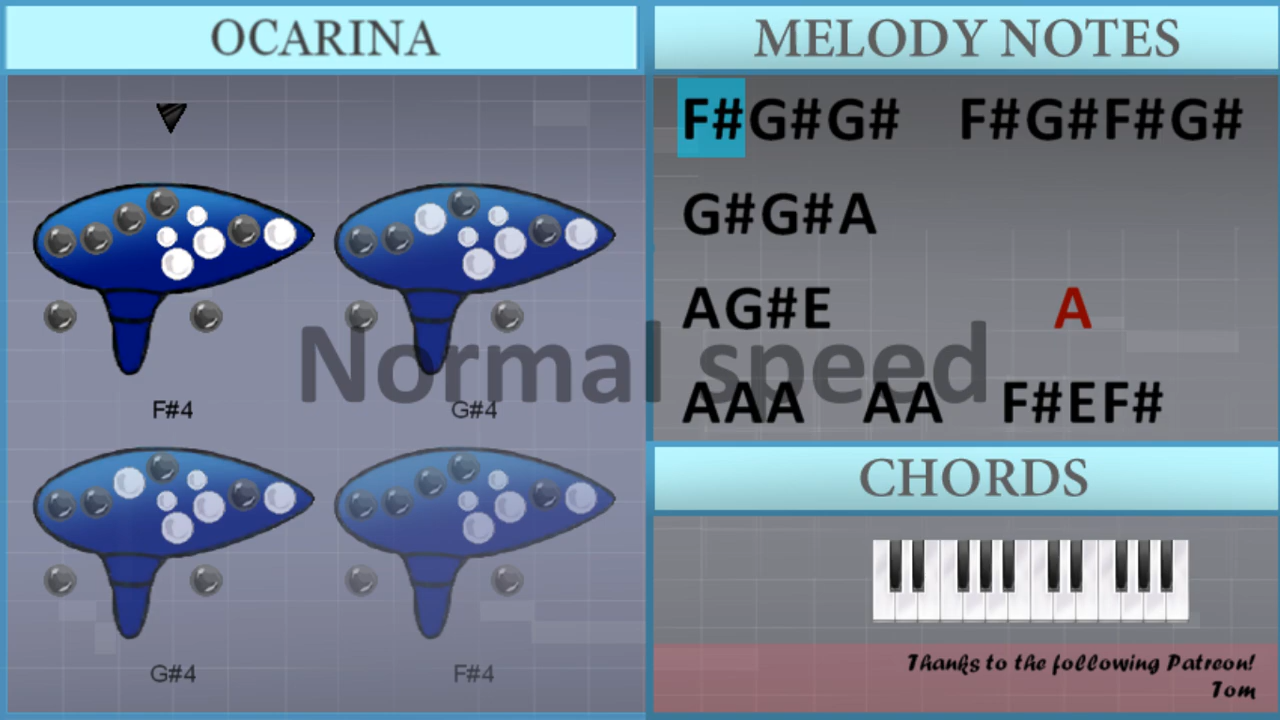 OCARINA
MELODY NOTES
F#G#G# F#G#F#G#
G#G#A
AG#E A
AAA AA F#EF#
Normal speed
F#4 G#4
G#4 F#4
CHORDS
Thanks to the following Patreon!
Tom